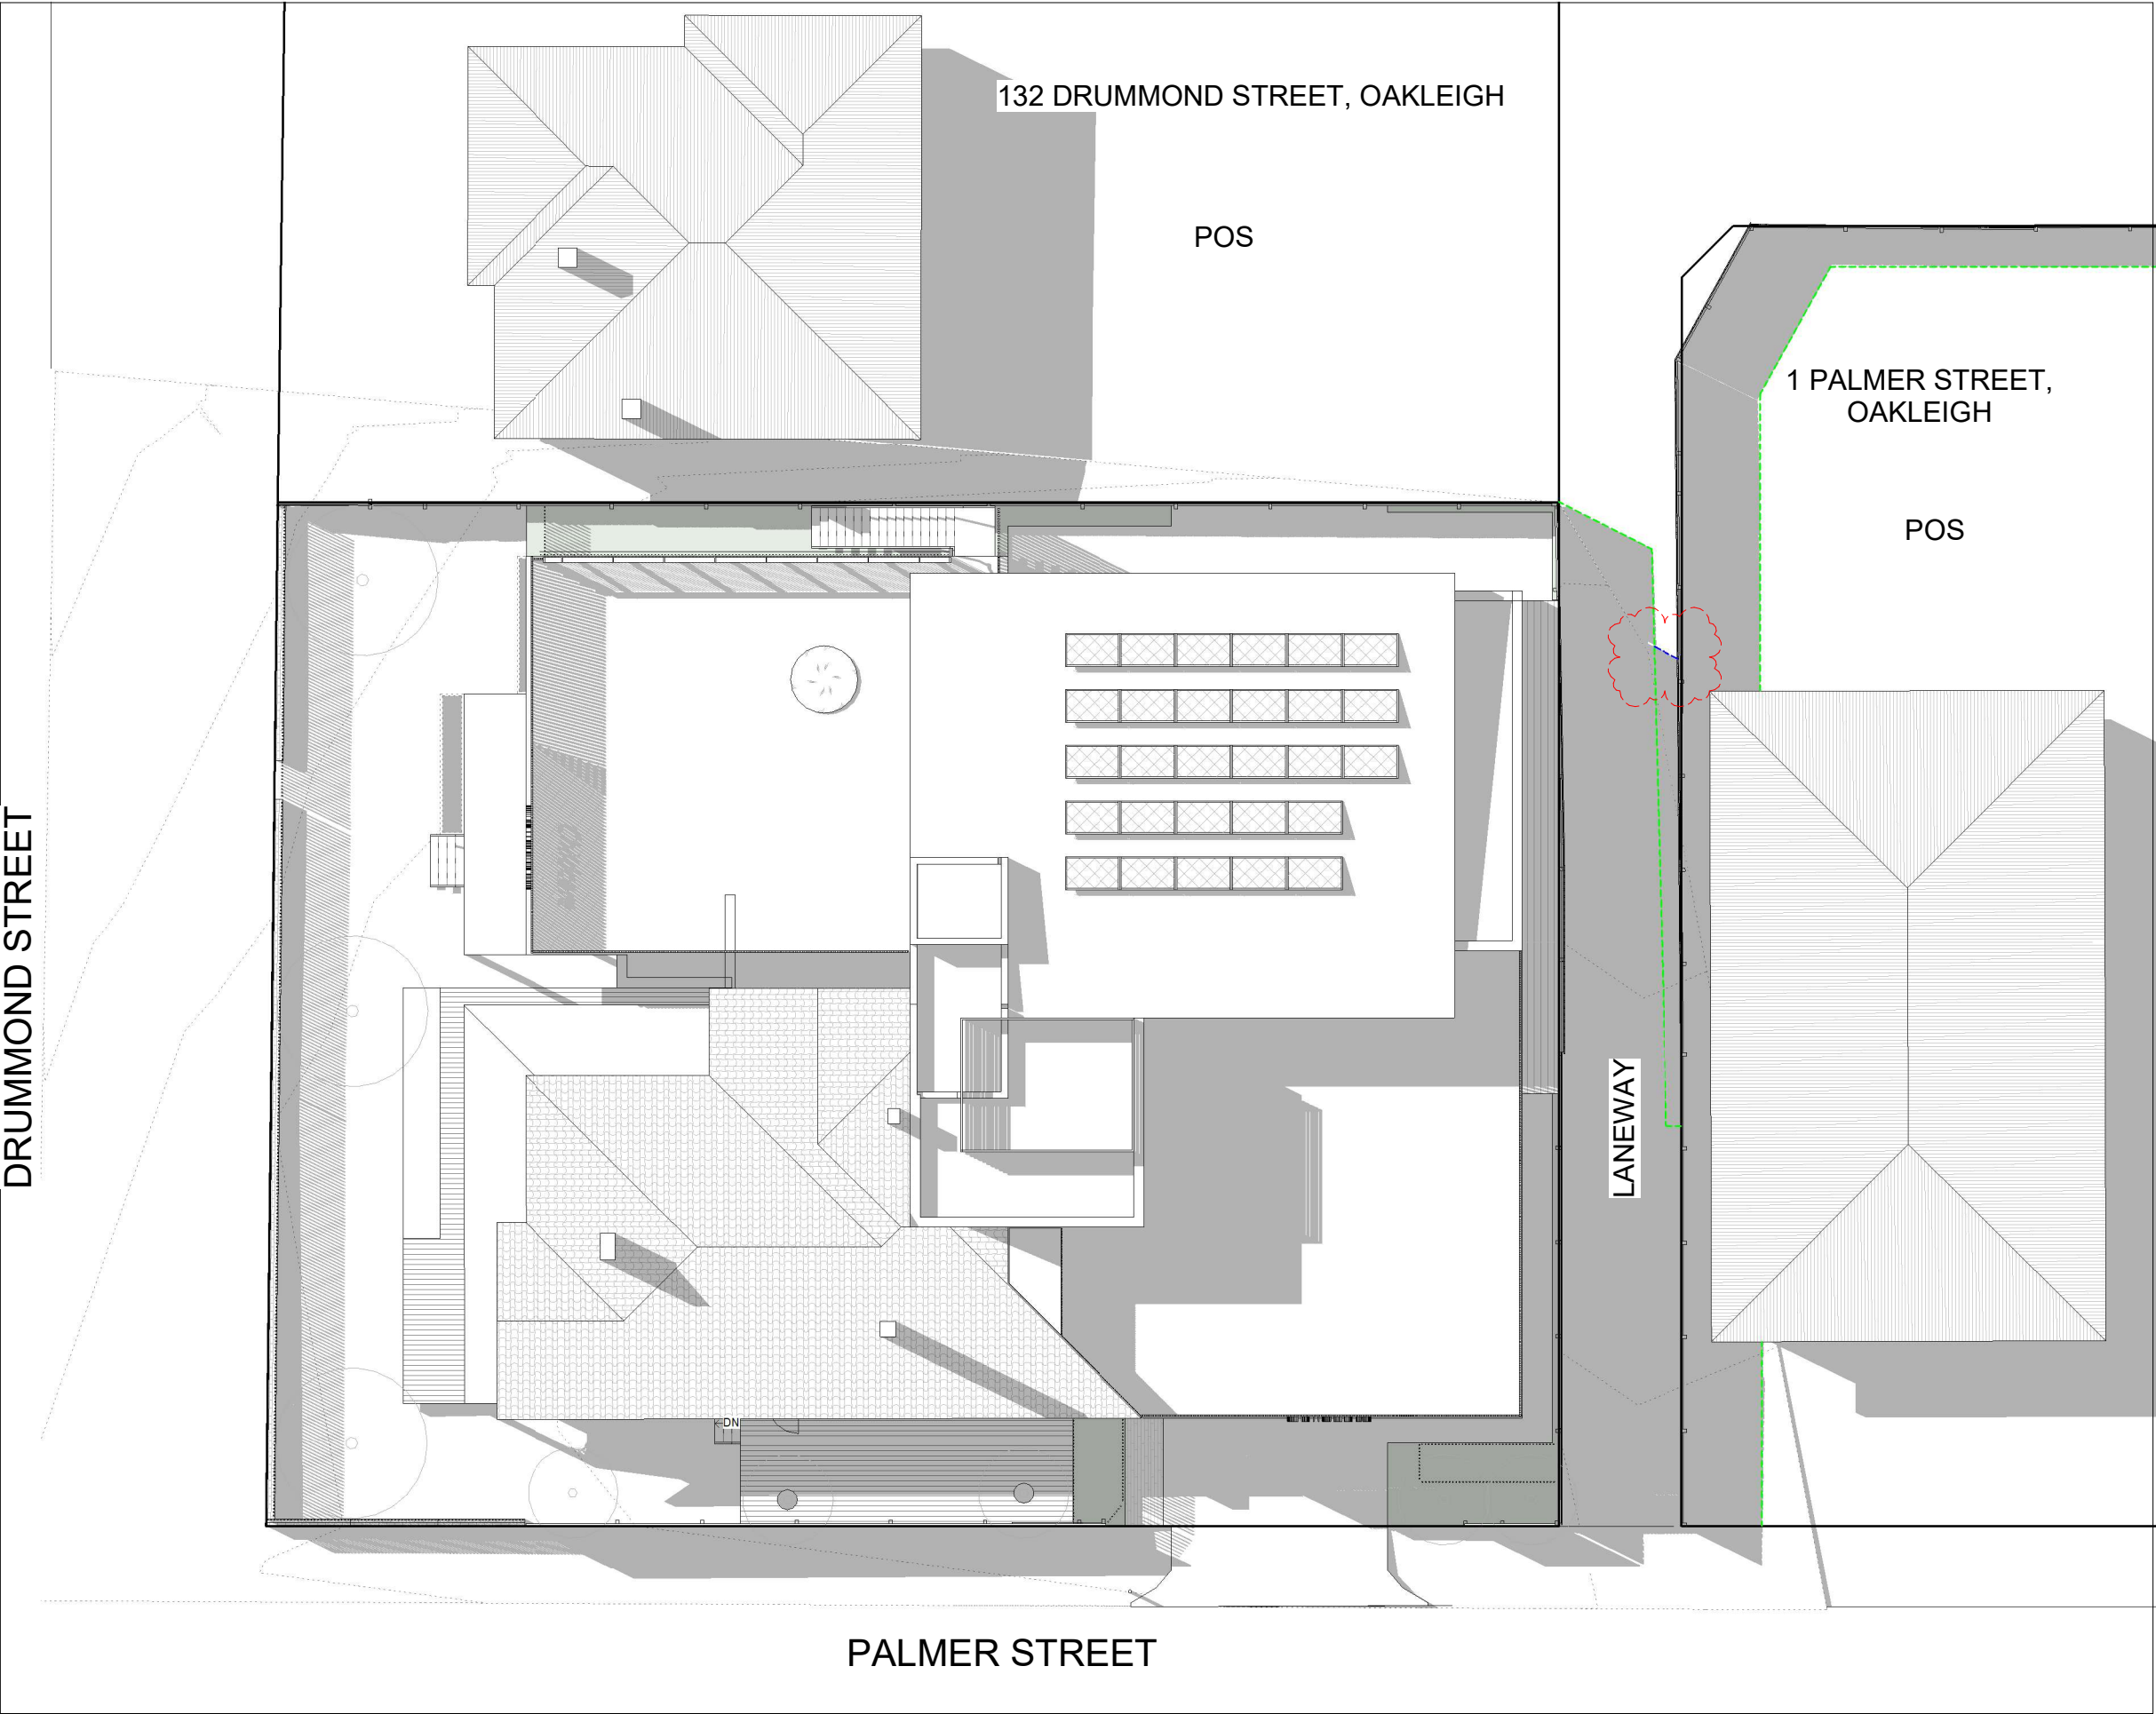 132 DRUMMOND STREET, OAKLEIGH
POS
1 PALMER STREET,
OAKLEIGH
POS
DRUMMOND STREET
LANEWAY
DN
PALMER STREET